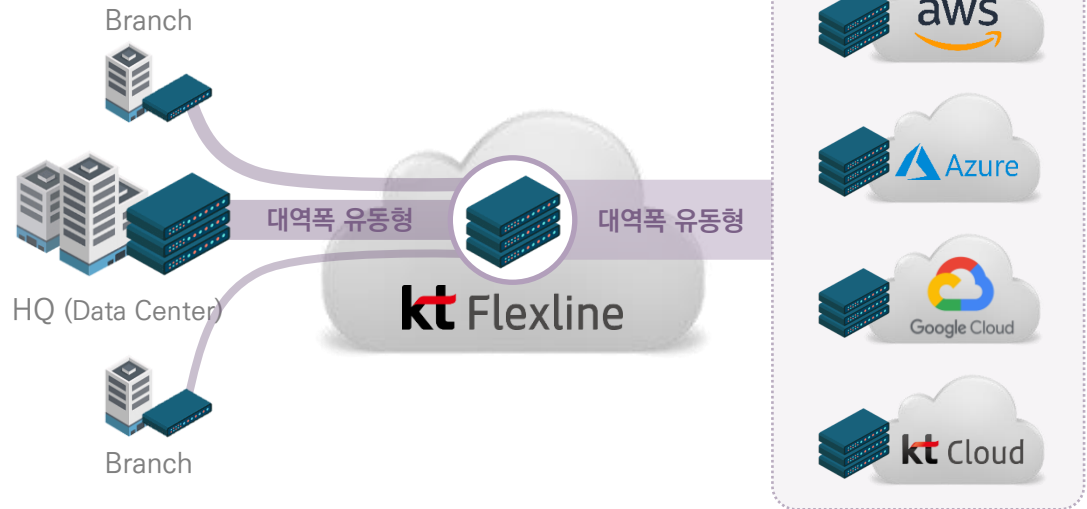 Branch
aws
Azure
대역폭 유동형
대역폭 유동형
HQ (Data Center)
kt Flexline
Google Cloud
Branch
kt Cloud